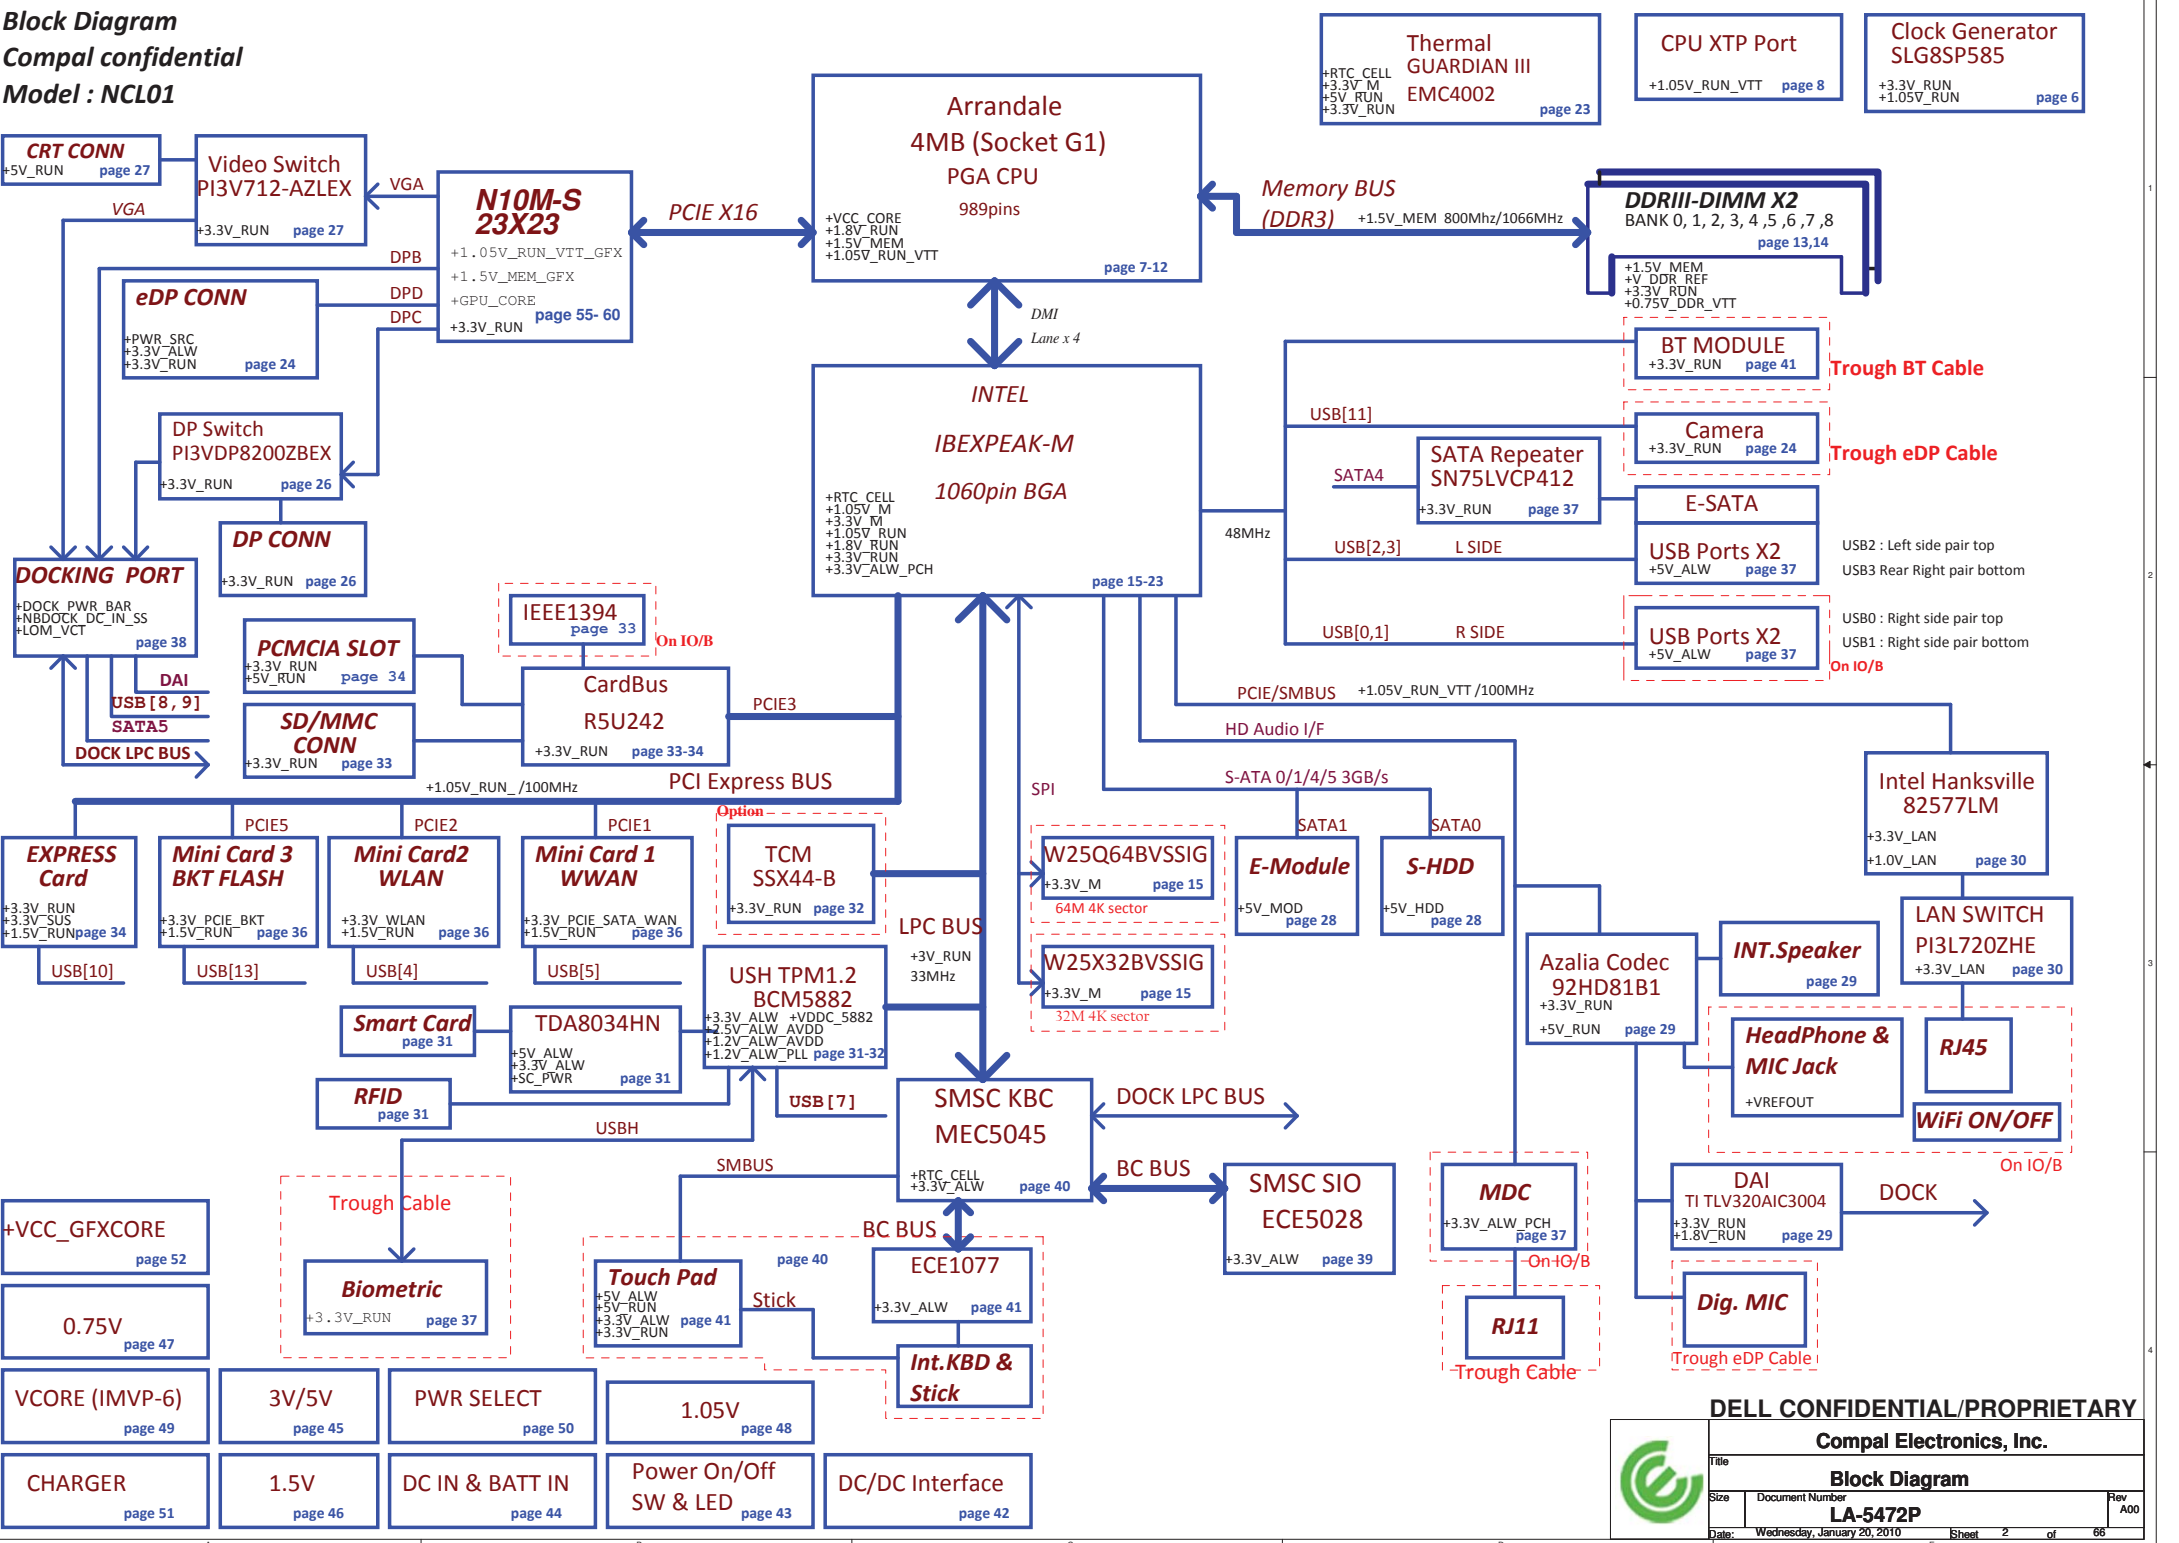 Block Diagram
Compal confidential
Model : NCL01
Thermal
GUARDIAN III
EMC4002
+RTC_CELL
+3.3V_M
+5V_RUN
+3.3V_RUN
page 23
CPU XTP Port
+1.05V_RUN_VTT page 8
Clock Generator
SLG8SP585
+3.3V_RUN
+1.05V_RUN
page 6
CRT CONN
+5V_RUN page 27
Video Switch
PI3V712-AZLEX
+3.3V_RUN page 27
VGA
VGA
N10M-S
23X23
+1.05V_RUN_VTT_GFX
+1.5V_MEM_GFX
+GPU_CORE
page 55- 60
+3.3V_RUN
PCIE X16
Arrandale
4MB (Socket G1)
PGA CPU
989pins
+VCC_CORE
+1.8V_RUN
+1.5V_MEM
+1.05V_RUN_VTT
page 7-12
Memory BUS
(DDR3) +1.5V_MEM 800Mhz/1066MHz
DDRIII-DIMM X2
BANK 0, 1, 2, 3, 4 ,5 ,6 ,7 ,8
page 13,14
+1.5V_MEM
+V_DDR_REF
+3.3V_RUN
+0.75V_DDR_VTT
DPB
DPD
DPC
eDP CONN
+PWR_SRC
+3.3V_ALW
+3.3V_RUN
page 24
DMI
Lane x 4
DP Switch
PI3VDP8200ZBEX
+3.3V_RUN page 26
DP CONN
+3.3V_RUN page 26
INTEL
IBEXPEAK-M
1060pin BGA
+RTC_CELL
+1.05V_M
+3.3V_M
+1.05V_RUN
+1.8V_RUN
+3.3V_RUN
+3.3V_ALW_PCH
page 15-23
48MHz
BT MODULE
+3.3V_RUN page 41
Trough BT Cable
USB[11]
Camera
+3.3V_RUN page 24
Trough eDP Cable
SATA4
SATA Repeater
SN75LVCP412
+3.3V_RUN page 37
E-SATA
USB[2,3] L SIDE
USB Ports X2
+5V_ALW page 37
USB2 : Left side pair top
USB3 Rear Right pair bottom
USB[0,1] R SIDE
USB Ports X2
+5V_ALW page 37
USB0 : Right side pair top
USB1 : Right side pair bottom
On IO/B
DOCKING PORT
+DOCK_PWR_BAR
+NBDOCK_DC_IN_SS
+LOM_VCT
page 38
DAI
USB[8,9]
SATA5
DOCK LPC BUS
IEEE1394
page 33
On IO/B
PCMCIA SLOT
+3.3V_RUN
+5V_RUN
page 34
SD/MMC
CONN
+3.3V_RUN page 33
CardBus
R5U242
+3.3V_RUN page 33-34
PCIE3
PCIE/SMBUS +1.05V_RUN_VTT /100MHz
HD Audio I/F
S-ATA 0/1/4/5 3GB/s
SPI
+1.05V_RUN_ /100MHz
PCI Express BUS
PCIE5
PCIE2
PCIE1
EXPRESS
Card
+3.3V_RUN
+3.3V_SUS
+1.5V_RUN page 34
USB[10]
Mini Card 3
BKT FLASH
+3.3V_PCIE_BKT
+1.5V_RUN page 36
USB[13]
Mini Card2
WLAN
+3.3V_WLAN
+1.5V_RUN page 36
USB[4]
Mini Card 1
WWAN
+3.3V_PCIE_SATA_WAN
+1.5V_RUN page 36
USB[5]
Option
TCM
SSX44-B
+3.3V_RUN page 32
LPC BUS
+3V_RUN
33MHz
W25Q64BVSSIG
+3.3V_M page 15
64M 4K sector
W25X32BVSSIG
+3.3V_M page 15
32M 4K sector
SATA1
E-Module
+5V_MOD
page 28
SATA0
S-HDD
+5V_HDD
page 28
Intel Hanksville
82577LM
+3.3V_LAN
+1.0V_LAN page 30
LAN SWITCH
PI3L720ZHE
+3.3V_LAN page 30
Azalia Codec
92HD81B1
+3.3V_RUN
+5V_RUN page 29
INT.Speaker
page 29
HeadPhone &
MIC Jack
+VREFOUT
RJ45
WiFi ON/OFF
On IO/B
USH TPM1.2
BCM5882
+3.3V_ALW +VDDC_5882
+2.5V_ALW_AVDD
+1.2V_ALW_AVDD
+1.2V_ALW_PLL page 31-32
Smart Card
page 31
TDA8034HN
+5V_ALW
+3.3V_ALW
+SC_PWR page 31
RFID
page 31
USB[7]
USBH
SMBUS
SMSC KBC
MEC5045
+RTC_CELL
+3.3V_ALW page 40
DOCK LPC BUS
BC BUS
SMSC SIO
ECE5028
+3.3V_ALW page 39
BC BUS
MDC
+3.3V_ALW_PCH
page 37
On IO/B
RJ11
Trough Cable
DAI
TI TLV320AIC3004
+3.3V_RUN
+1.8V_RUN page 29
DOCK
Dig. MIC
Trough eDP Cable
Trough Cable
Biometric
+3.3V_RUN page 37
page 40
Touch Pad
+5V_ALW
+5V_RUN
+3.3V_ALW
+3.3V_RUN
page 41
Stick
ECE1077
+3.3V_ALW page 41
Int.KBD &
Stick
+VCC_GFXCORE
page 52
0.75V
page 47
VCORE (IMVP-6)
page 49
3V/5V
page 45
PWR SELECT
page 50
1.05V
page 48
CHARGER
page 51
1.5V
page 46
DC IN & BATT IN
page 44
Power On/Off
SW & LED page 43
DC/DC Interface
page 42
DELL CONFIDENTIAL/PROPRIETARY
Compal Electronics, Inc.
Title
Block Diagram
Size Document Number Rev
LA-5472P A00
Date: Wednesday, January 20, 2010 Sheet 2 of 66
1
2
3
4